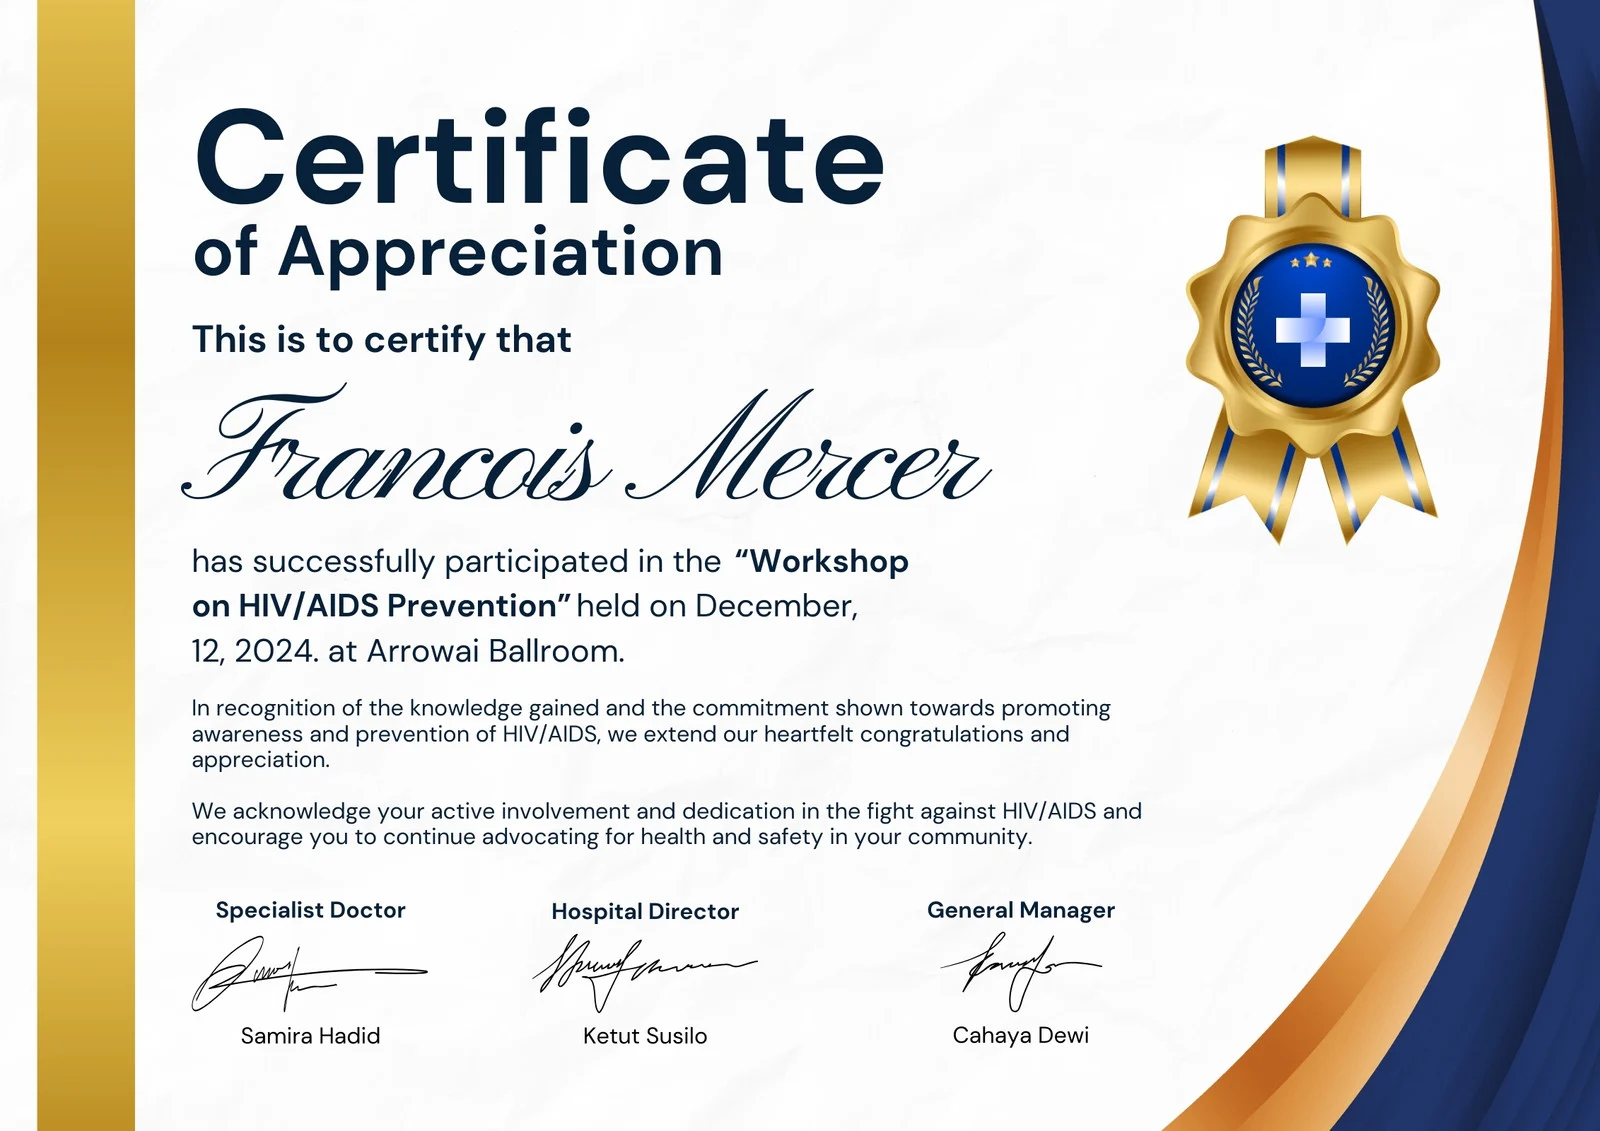 Certificate
of Appreciation
This is to certify that
Francois Mercer
has successfully participated in the “Workshop
on HIV/AIDS Prevention” held on December,
12, 2024. at Arrowai Ballroom.
In recognition of the knowledge gained and the commitment shown towards promoting
awareness and prevention of HIV/AIDS, we extend our heartfelt congratulations and
appreciation.
We acknowledge your active involvement and dedication in the fight against HIV/AIDS and
encourage you to continue advocating for health and safety in your community.
Specialist Doctor
Hospital Director
General Manager
Samira Hadid
Ketut Susilo
Cahaya Dewi